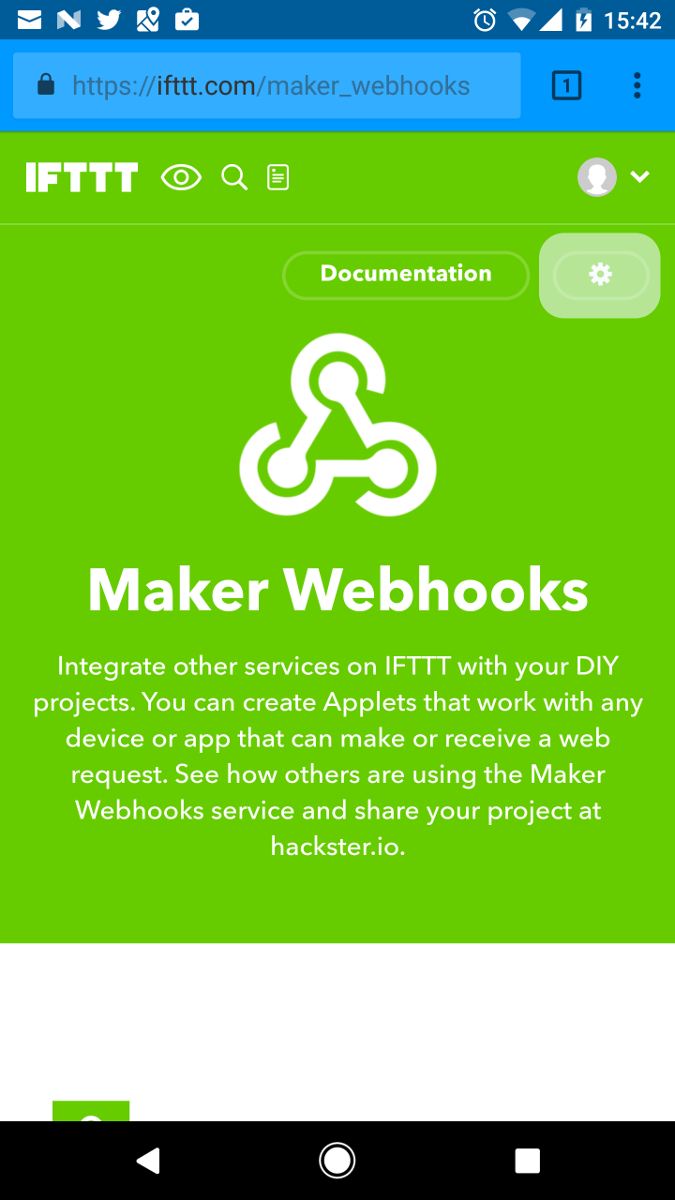 15:42
https://ifttt.com/maker_webhooks
1
IFTTT
Documentation
Maker Webhooks
Integrate other services on IFTTT with your DIY
projects. You can create Applets that work with any
device or app that can make or receive a web
request. See how others are using the Maker
Webhooks service and share your project at
hackster.io.